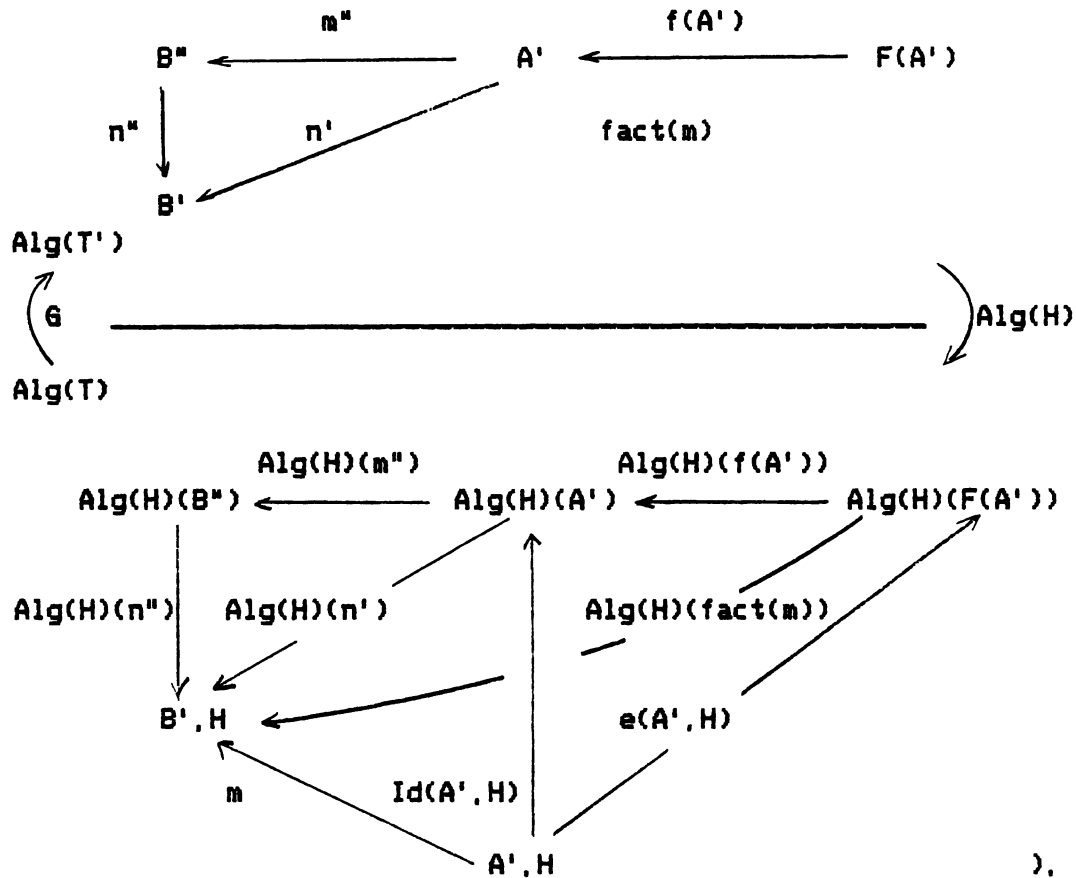 m" f(A')
B" A' F(A')
n" n' fact(m)
B'
Alg(T')
G Alg(H)
Alg(T)
Alg(H)(m") Alg(H)(f(A'))
Alg(H)(B") Alg(H)(A') Alg(H)(F(A'))
Alg(H)(n") Alg(H)(n') Alg(H)(fact(m))
B',H e(A',H)
m Id(A',H)
A',H ).